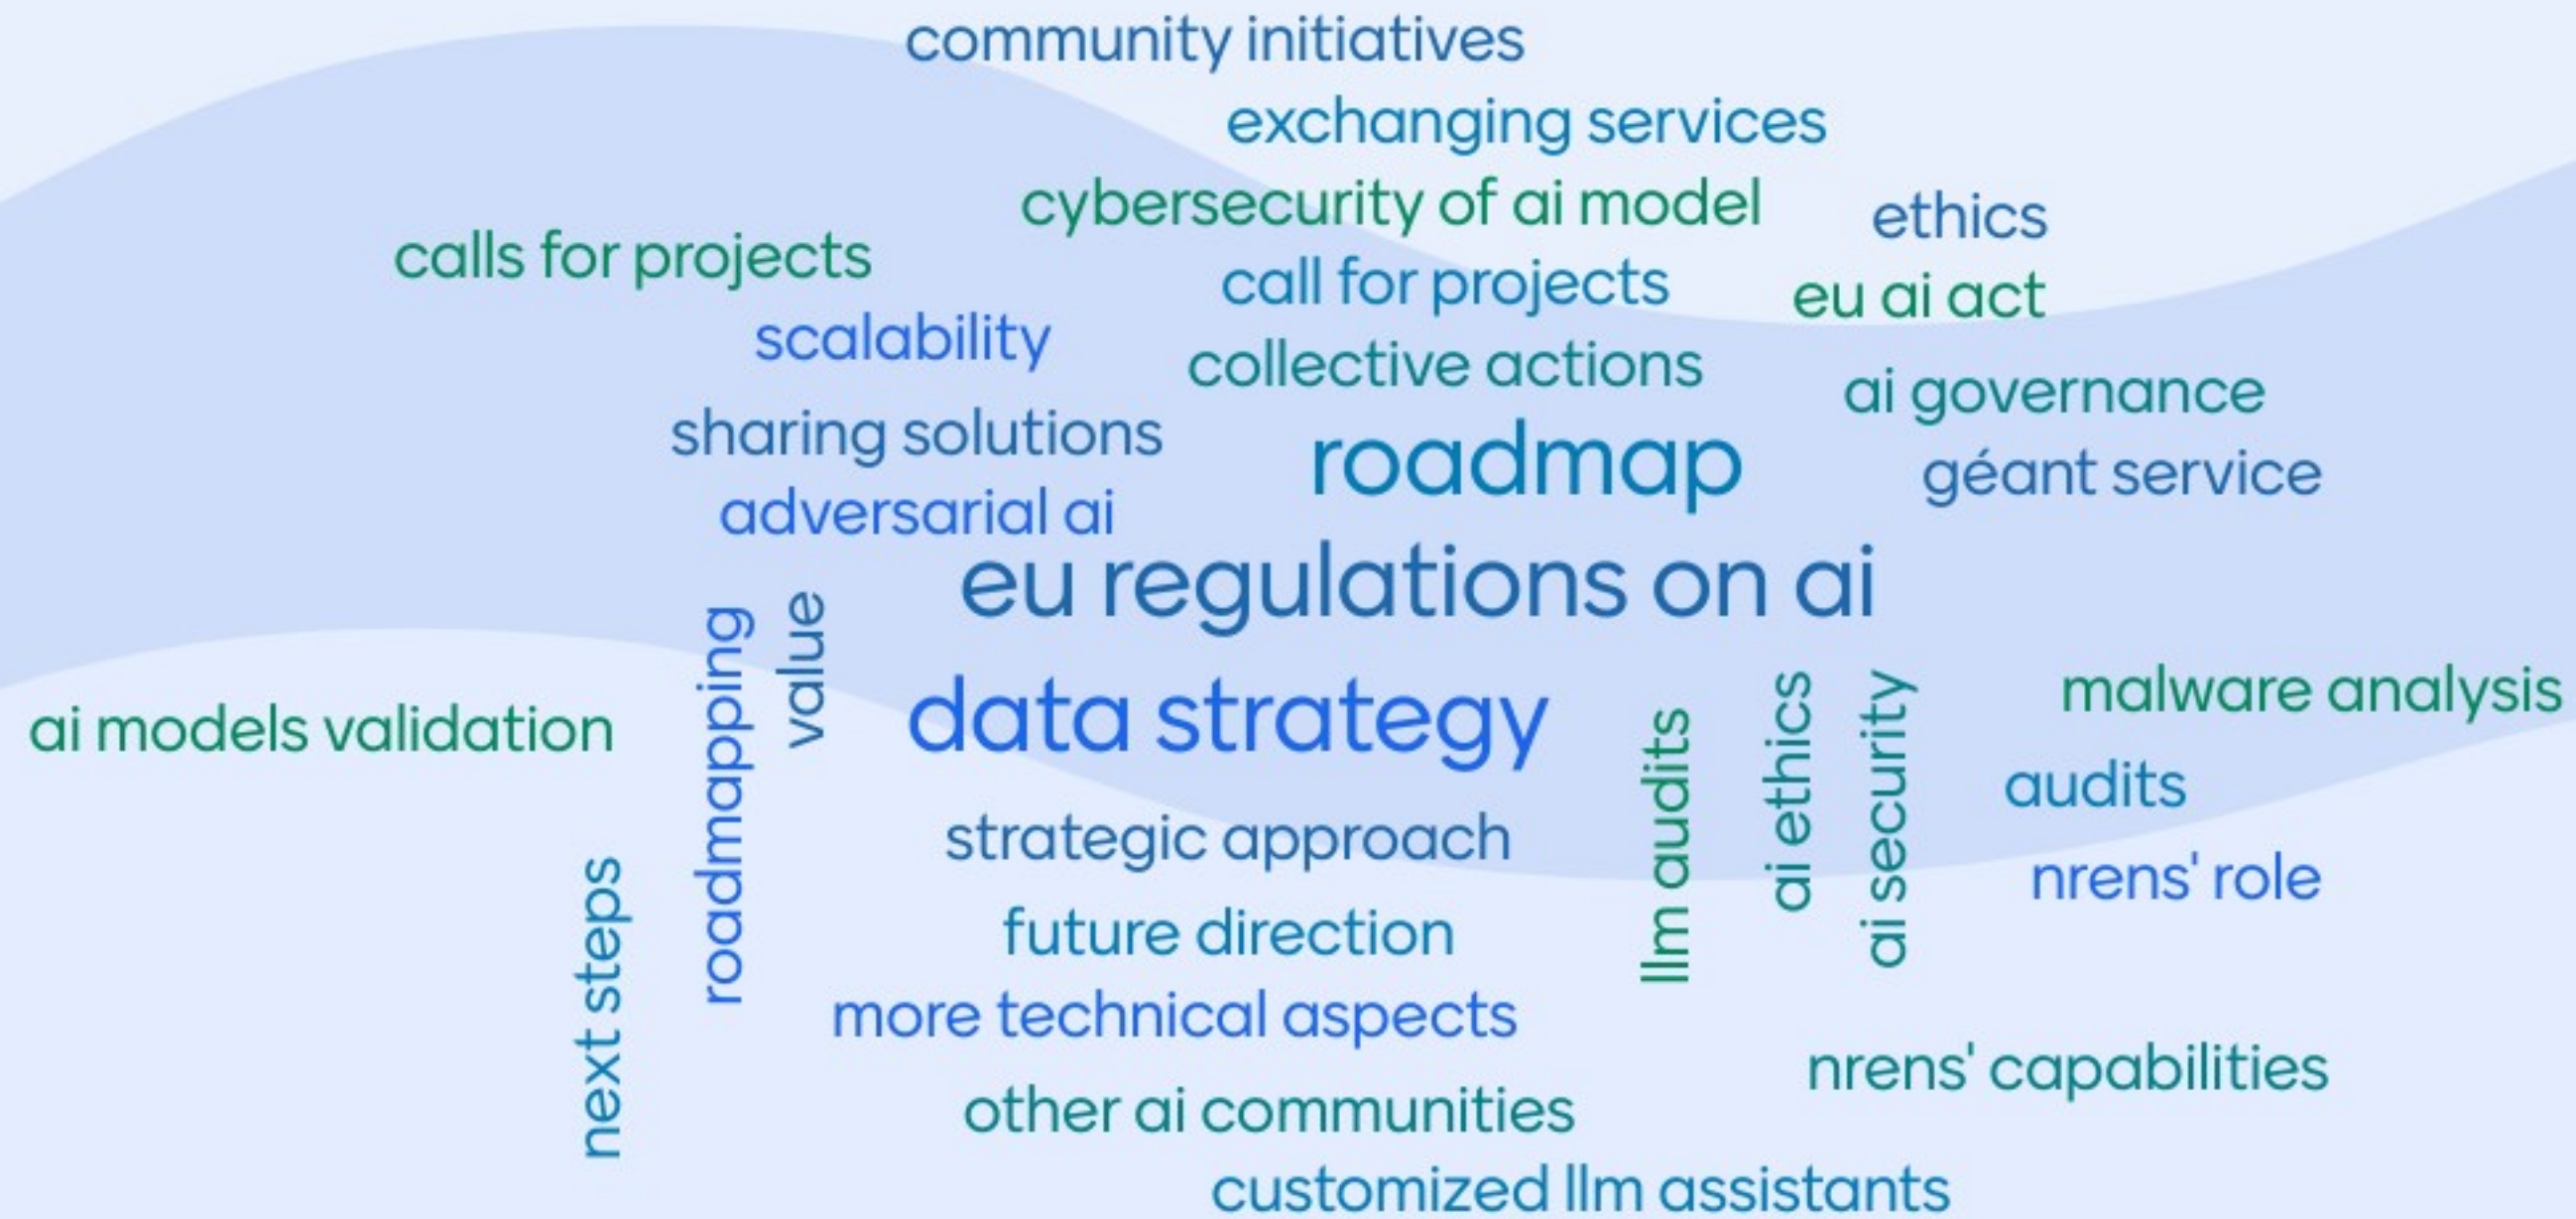 community initiatives
exchanging services
cybersecurity of ai model
ethics
calls for projects
call for projects
eu ai act
scalability
collective actions
ai governance
sharing solutions
roadmap
géant service
adversarial ai
eu regulations on ai
value
roadmapping
data strategy
ai models validation
malware analysis
llm audits
ai ethics
ai security
audits
strategic approach
nrens' role
future direction
next steps
more technical aspects
nrens' capabilities
other ai communities
customized llm assistants